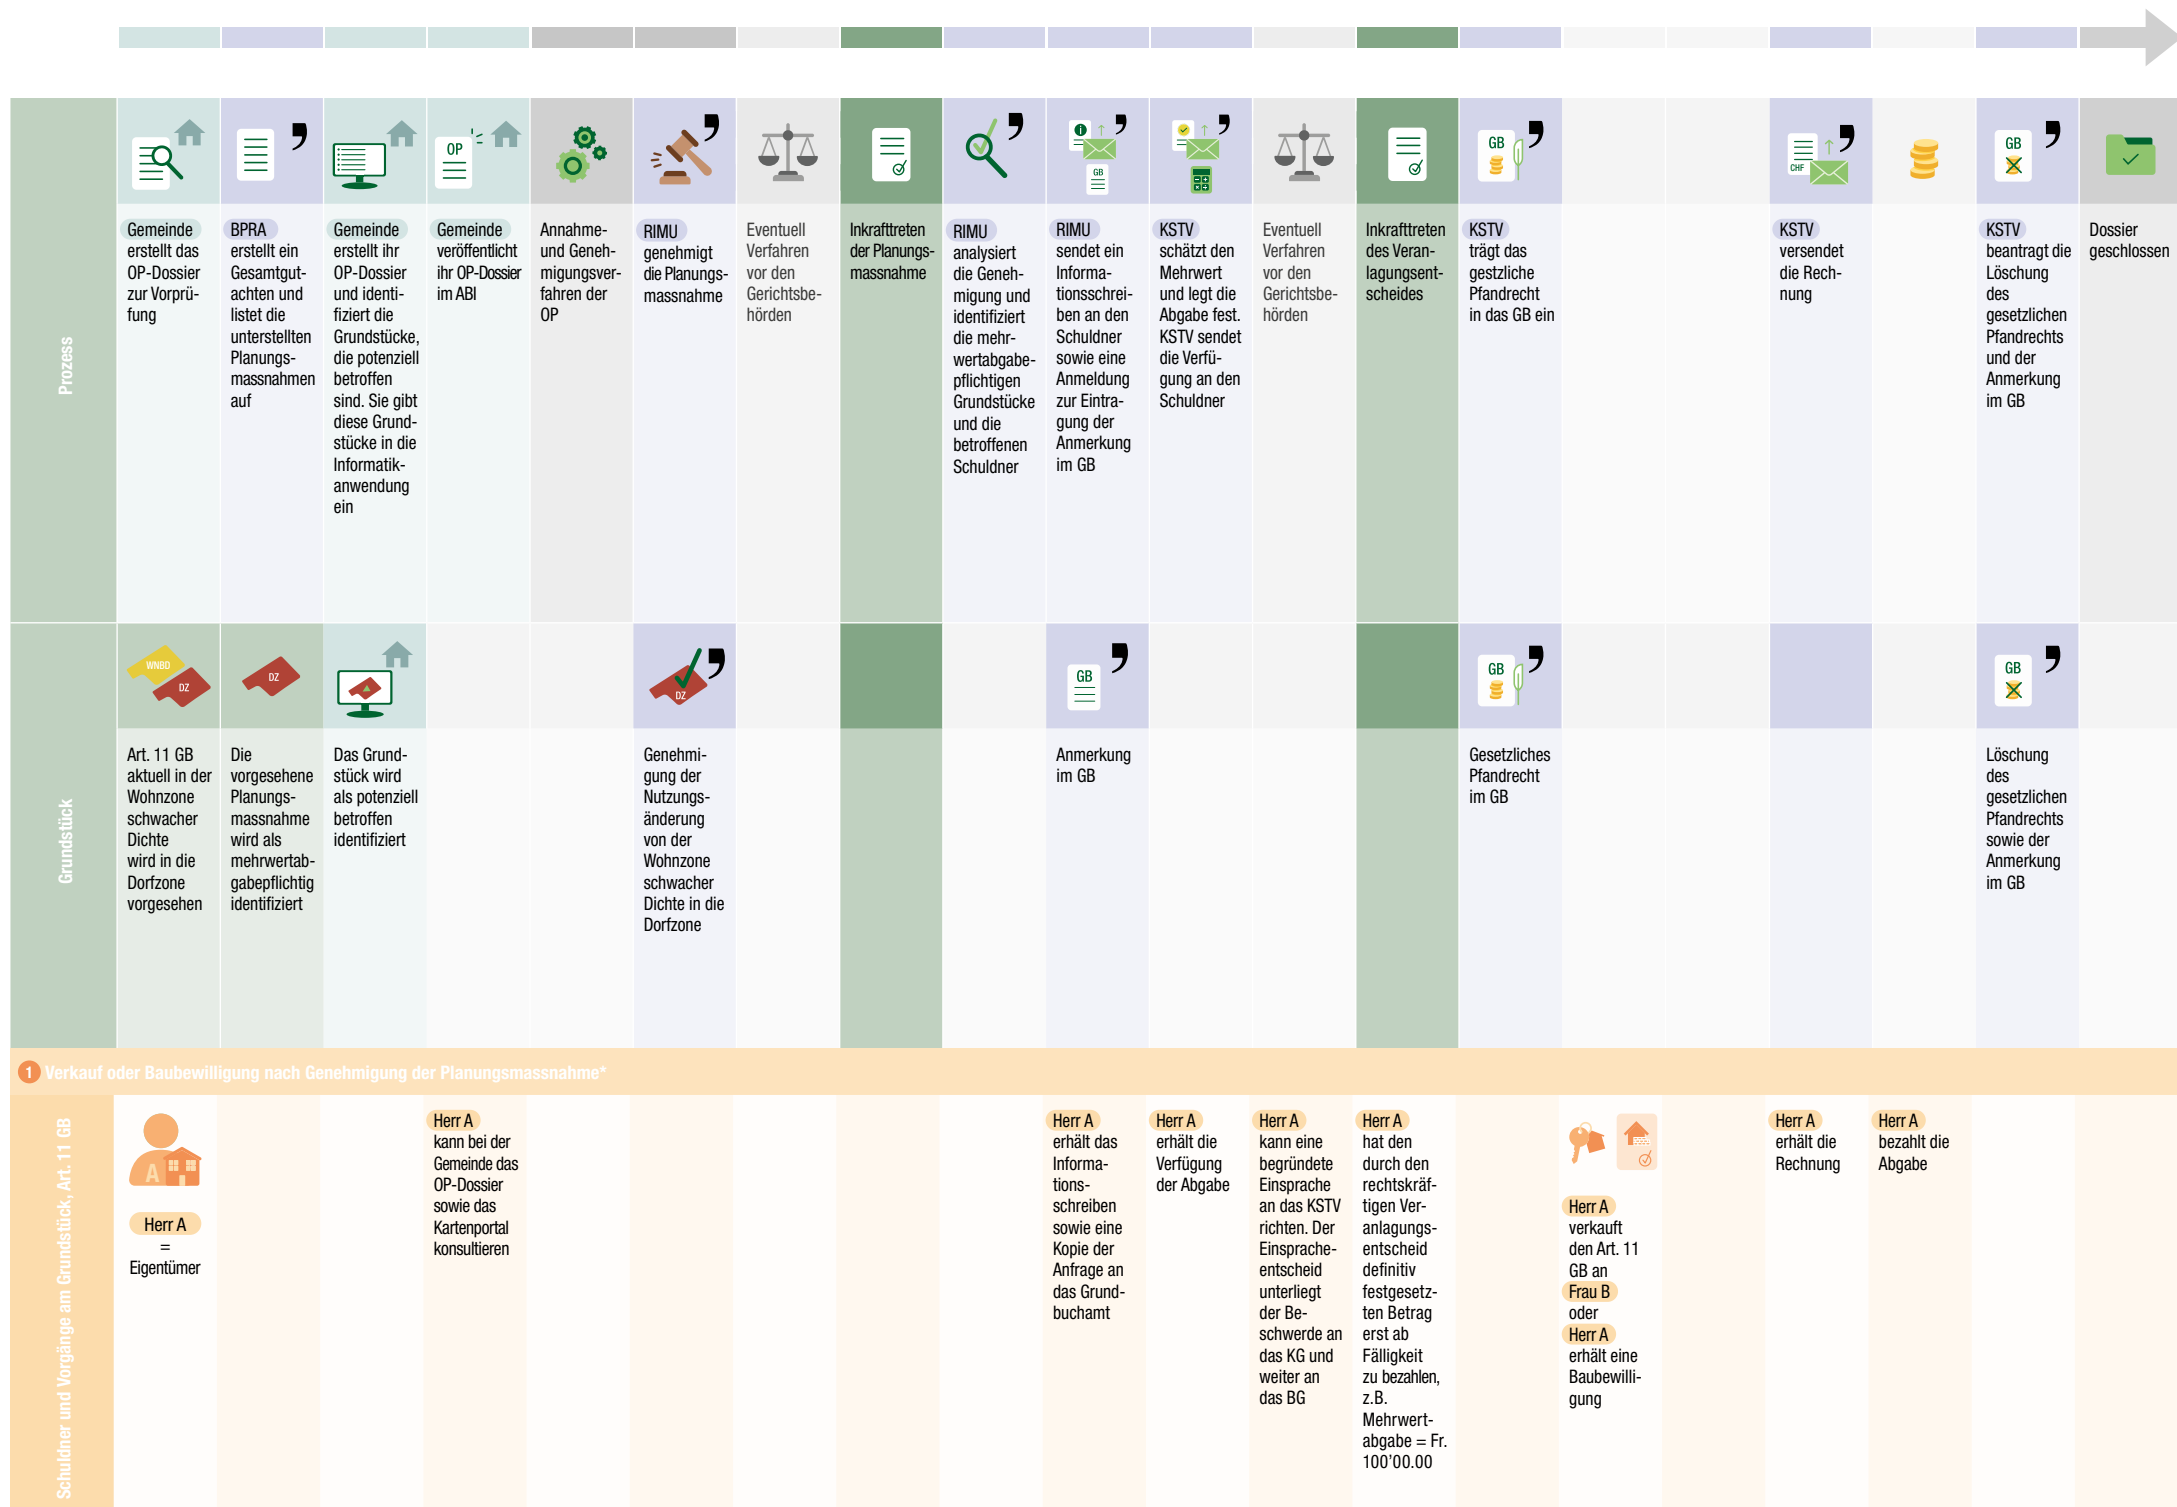 Prozess
OP
GB
GB
CHF
GB
Gemeinde
erstellt das
OP-Dossier
zur Vorprü-
fung
BPRA
erstellt ein
Gesamtgut-
achten und
listet die
unterstellten
Planungs-
massnahmen
auf
Gemeinde
erstellt ihr
OP-Dossier
und identi-
fiziert die
Grundstücke,
die potenziell
betroffen
sind. Sie gibt
diese Grund-
stücke in die
Informatik-
anwendung
ein
Gemeinde
veröffentlicht
ihr OP-Dossier
im ABl
Annahme-
und Geneh-
migungsver-
fahren der
OP
RIMU
genehmigt
die Planungs-
massnahme
Eventuell
Verfahren
vor den
Gerichtsbe-
hörden
Inkrafttreten
der Planungs-
massnahme
RIMU
analysiert
die Geneh-
migung und
identifiziert
die mehr-
wertabgabe-
pflichtigen
Grundstücke
und die
betroffenen
Schuldner
RIMU
sendet ein
Informa-
tionsschrei-
ben an den
Schuldner
sowie eine
Anmeldung
zur Eintra-
gung der
Anmerkung
im GB
KSTV
schätzt den
Mehrwert
und legt die
Abgabe fest.
KSTV sendet
die Verfü-
gung an den
Schuldner
Eventuell
Verfahren
vor den
Gerichtsbe-
hörden
Inkrafttreten
des Veran-
lagungsent-
scheides
KSTV
trägt das
gestzliche
Pfandrecht
in das GB ein
KSTV
versendet
die Rech-
nung
KSTV
beantragt die
Löschung
des
gesetzlichen
Pfandrechts
und der
Anmerkung
im GB
Dossier
geschlossen
Grundstück
WNBD
DZ
DZ
DZ
GB
GB
GB
Art. 11 GB
aktuell in der
Wohnzone
schwacher
Dichte
wird in die
Dorfzone
vorgesehen
Die
vorgesehene
Planungs-
massnahme
wird als
mehrwertab-
gabepflichtig
identifiziert
Das Grund-
stück wird
als potenziell
betroffen
identifiziert
Genehmi-
gung der
Nutzungs-
änderung
von der
Wohnzone
schwacher
Dichte in die
Dorfzone
Anmerkung
im GB
Gesetzliches
Pfandrecht
im GB
Löschung
des
gesetzlichen
Pfandrechts
sowie der
Anmerkung
im GB
1 Verkauf oder Baubewilligung nach Genehmigung der Planungsmassnahme*
Schuldner und Vorgänge am Grundstück, Art. 11 GB
A
Herr A
=
Eigentümer
Herr A
kann bei der
Gemeinde das
OP-Dossier
sowie das
Kartenportal
konsultieren
Herr A
erhält das
Informa-
tions-
schreiben
sowie eine
Kopie der
Anfrage an
das Grund-
buchamt
Herr A
erhält die
Verfügung
der Abgabe
Herr A
kann eine
begründete
Einsprache
an das KSTV
richten. Der
Einsprache-
entscheid
unterliegt
der Be-
schwerde an
das KG und
weiter an
das BG
Herr A
hat den
durch den
rechtskräf-
tigen Ver-
anlagungs-
entscheid
definitiv
festgesetz-
ten Betrag
erst ab
Fälligkeit
zu bezahlen,
z.B.
Mehrwert-
abgabe = Fr.
100'00.00
Herr A
verkauft
den Art. 11
GB an
Frau B
oder
Herr A
erhält eine
Baubewilli-
gung
Herr A
erhält die
Rechnung
Herr A
bezahlt die
Abgabe